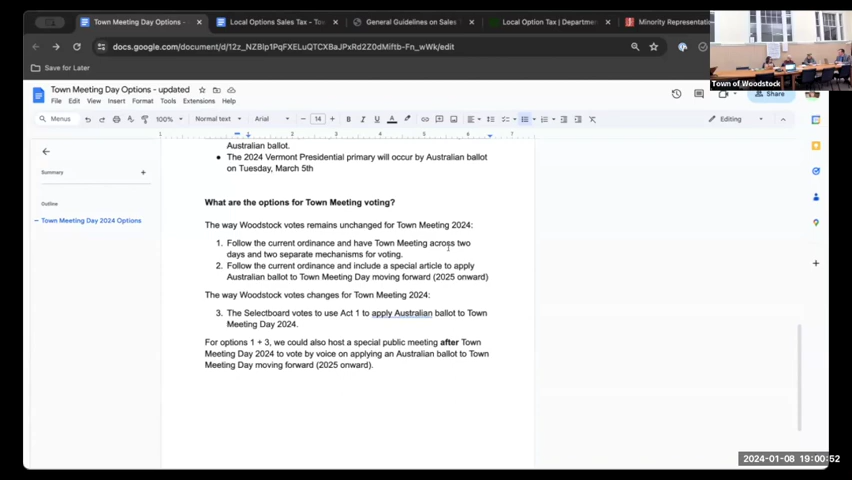 Town Meeting Day Options -
Local Options Sales Tax - To
General Guidelines on Sales T
Local Option Tax | Departme
Minority Representa
docs.google.com/document/d/12z_NZBIp1PqFXELuQTCXBaJPxRd2Z0dMiftb-Fn_wWk/edit
Save for Later
Town of Woodstock
Town Meeting Day Options - updated
File Edit View Insert Format Tools Extensions Help
Share
Menus 100% Normal text Arial 14 B I U A Editing
1 2 3 4 5 6 7
Summary
Outline
Town Meeting Day 2024 Options
Australian ballot.
• The 2024 Vermont Presidential primary will occur by Australian ballot
on Tuesday, March 5th
What are the options for Town Meeting voting?
The way Woodstock votes remains unchanged for Town Meeting 2024:
1. Follow the current ordinance and have Town Meeting across two
days and two separate mechanisms for voting.
2. Follow the current ordinance and include a special article to apply
Australian ballot to Town Meeting Day moving forward (2025 onward)
The way Woodstock votes changes for Town Meeting 2024:
3. The Selectboard votes to use Act 1 to apply Australian ballot to Town
Meeting Day 2024.
For options 1 + 3, we could also host a special public meeting after Town
Meeting Day 2024 to vote by voice on applying an Australian ballot to Town
Meeting Day moving forward (2025 onward).
2024-01-08 19:00:52